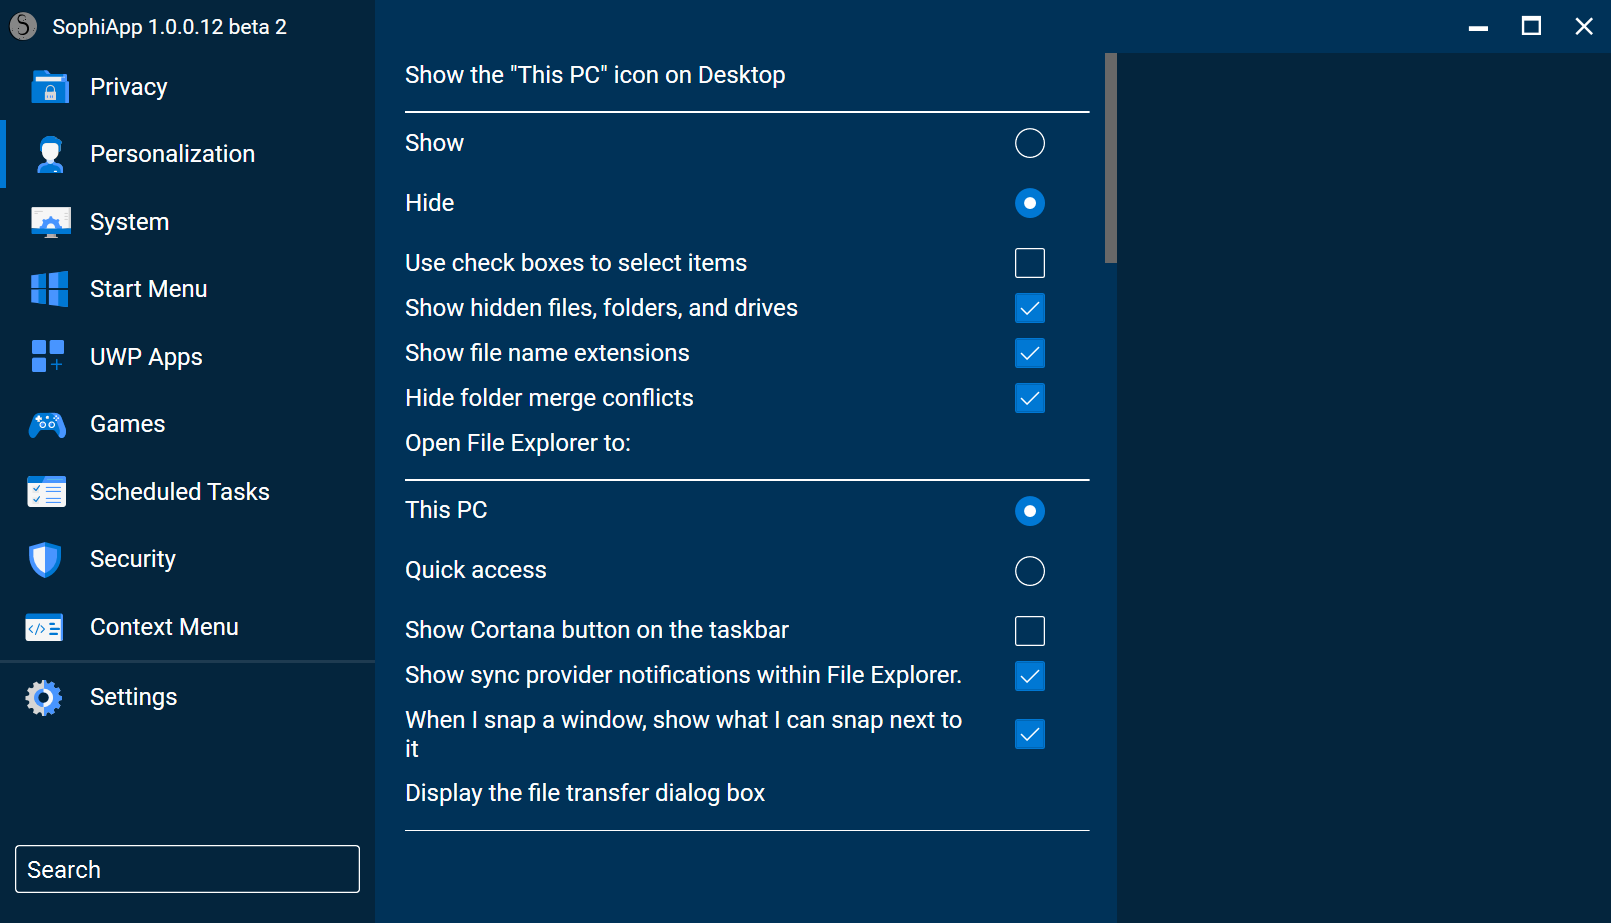 SophiApp 1.0.0.12 beta 2
Privacy
Personalization
System
Start Menu
UWP Apps
Games
Scheduled Tasks
Security
Context Menu
Settings
Search
Show the "This PC" icon on Desktop
Show
Hide
Use check boxes to select items
Show hidden files, folders, and drives
Show file name extensions
Hide folder merge conflicts
Open File Explorer to:
This PC
Quick access
Show Cortana button on the taskbar
Show sync provider notifications within File Explorer.
When I snap a window, show what I can snap next to
it
Display the file transfer dialog box